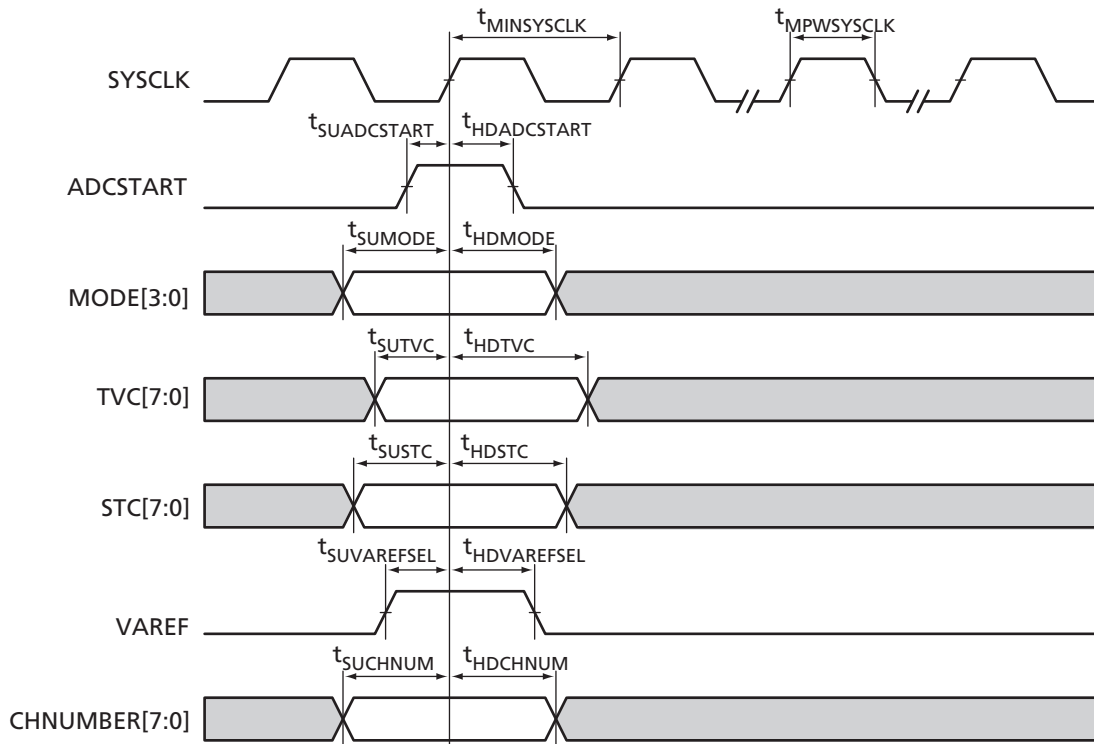 tMINSYSCLK tMPWSYSCLK
SYSCLK
tSUADCSTART tHDADCSTART
ADCSTART
tSUMODE tHDMODE
MODE[3:0]
tSUTVC tHDTVC
TVC[7:0]
tSUSTC tHDSTC
STC[7:0]
tSUVAREFSEL tHDVAREFSEL
VAREF
tSUCHNUM tHDCHNUM
CHNUMBER[7:0]